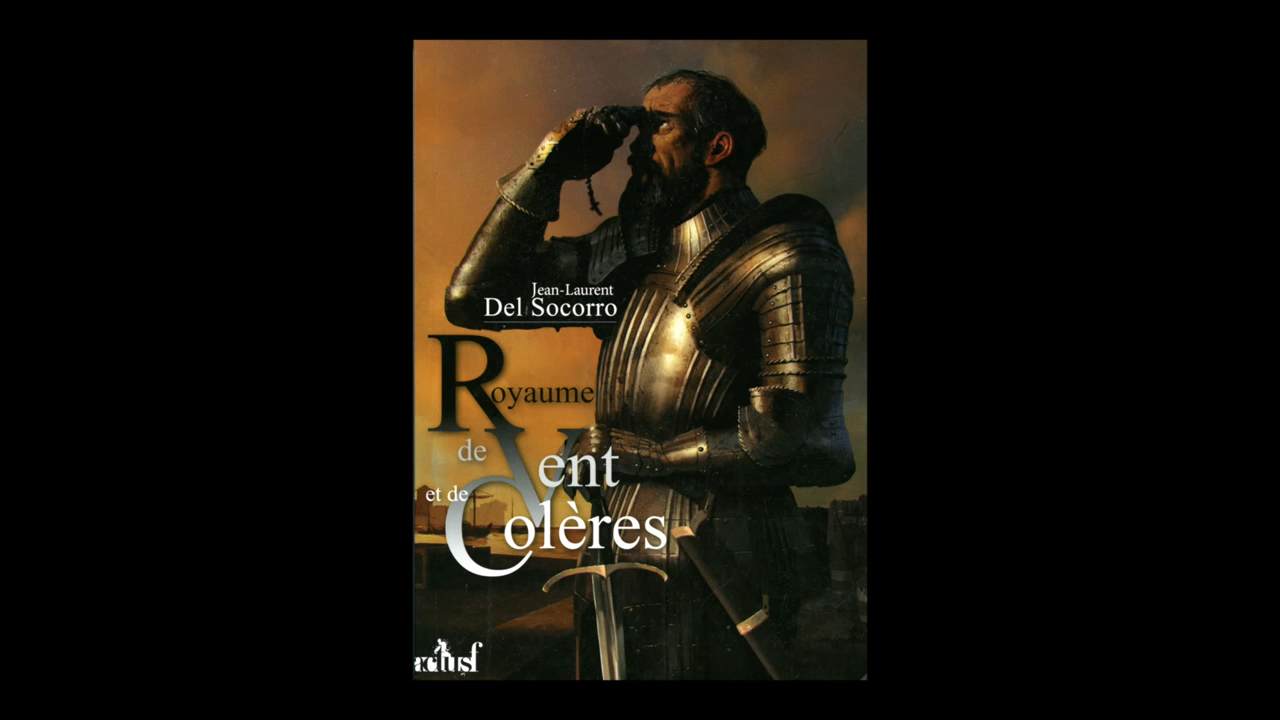 Jean-Laurent
Del Socorro
Royaume
de Vent
et de
Colères
actusf